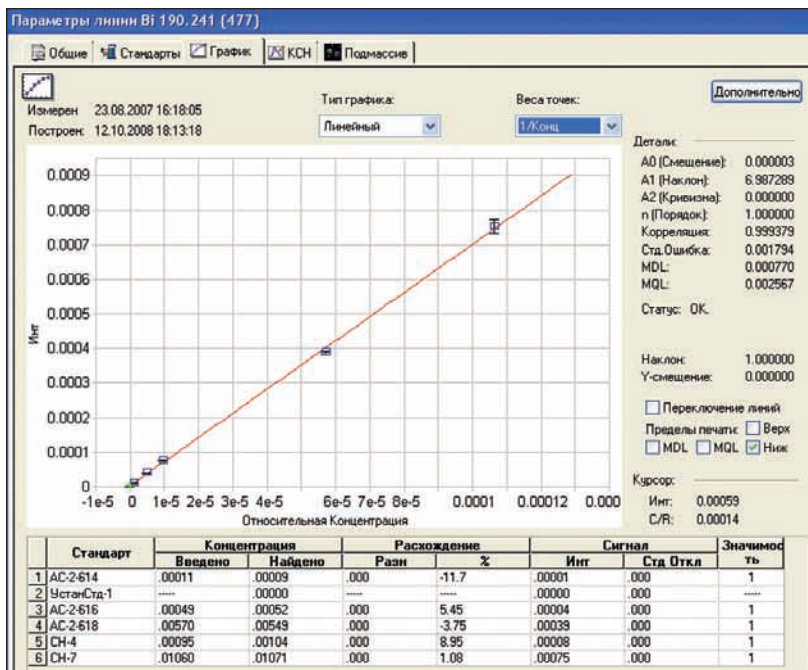 Параметры линии Bi 190.241 {477}
Общие Стандарты График КСН Подмассив
Измерен 23.08.2007 16:18:05
Построен: 12.10.2008 18:13:18
Тип графика:
Линейный
Веса точек:
1/Конц
Дополнительно
Детали:
A0 (Смещение): 0.000003
A1 (Наклон): 6.987289
A2 (Кривизна): 0.000000
n (Порядок): 1.000000
Корреляция: 0.999379
Стд.Ошибка: 0.001794
MDL: 0.000770
MQL: 0.002567
Статус: OK.
Наклон: 1.000000
Y-смещение: 0.000000
Переключение линий
Пределы печати: Верх
MDL MQL Ниж
Курсор:
Инт: 0.00059
C/R: 0.00014
0.0009
0.0008
0.0007
0.0006
0.0005
0.0004
0.0003
0.0002
0.0001
0
Инт
-1e-5 0 1e-5 2e-5 3e-5 4e-5 6e-5 7e-5 8e-5 0.0001 0.00012 0.000
Относительная Концентрация
Стандарт Концентрация Расхождение Сигнал Значимос
Введено Найдено Разн % Инт Стд Откл ть
1 АС-2-614 .00011 .00009 .000 -11.7 .00001 .000 1
2 УстанСтд-1 ----- .00000 ----- ----- .00000 .000 -----
3 АС-2-616 .00049 .00052 .000 5.45 .00004 .000 1
4 АС-2-618 .00570 .00549 .000 -3.75 .00039 .000 1
5 СН-4 .00095 .00104 .000 8.95 .00008 .000 1
6 СН-7 .01060 .01071 .000 1.08 .00075 .000 1